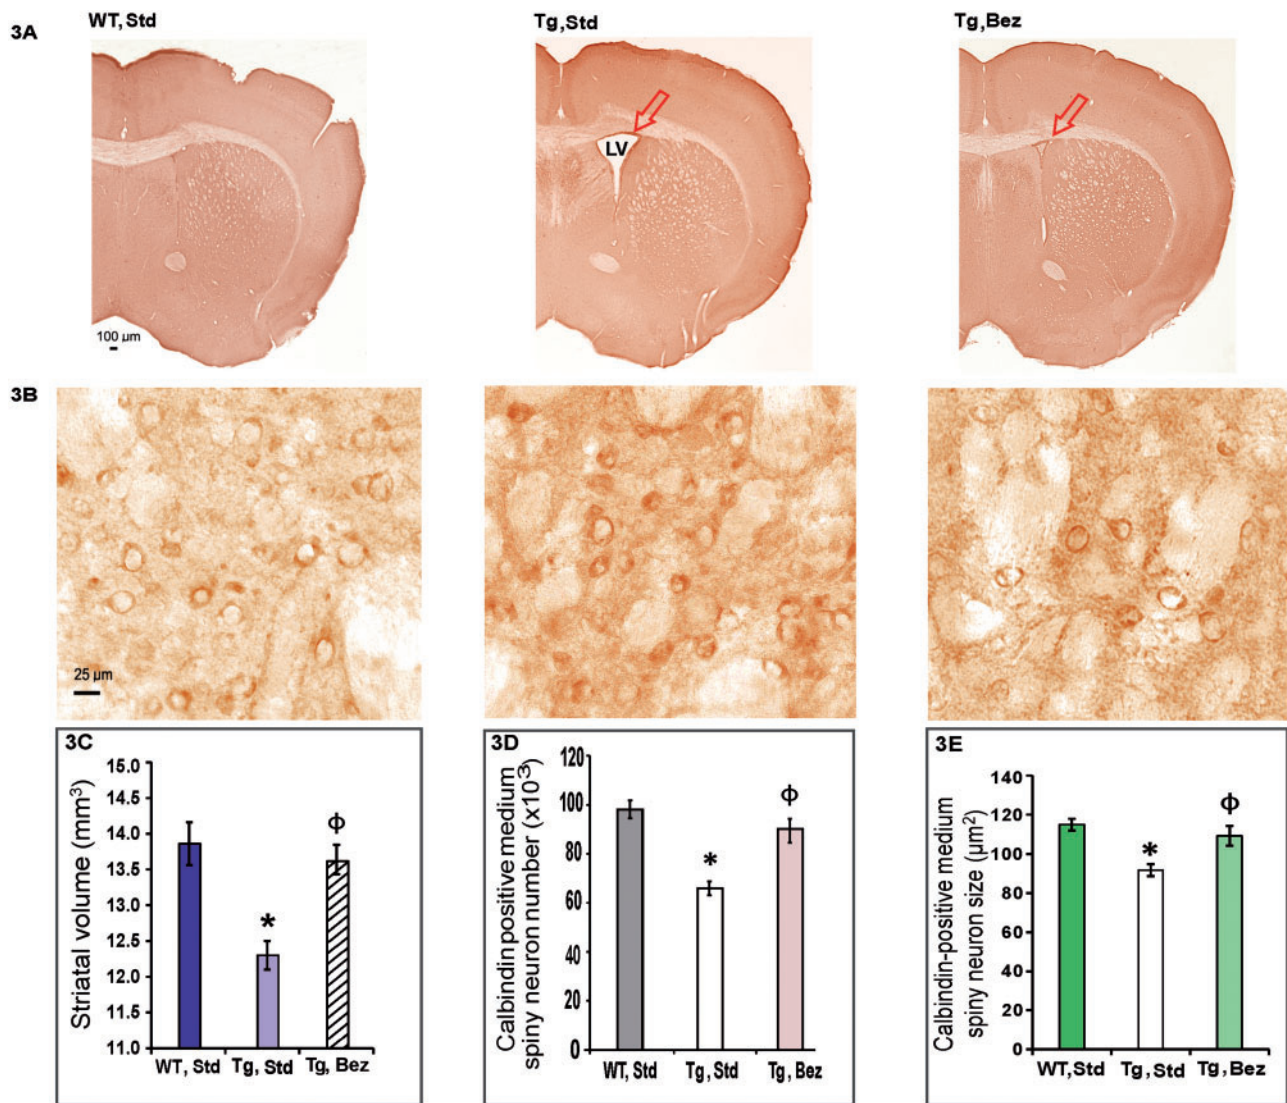 3A
WT, Std
Tg, Std
Tg, Bez
LV
100 µm
3B
25 µm
3C
Striatal volume (mm³)
15.0
14.5
14.0
13.5
13.0
12.5
12.0
11.5
11.0
*
Φ
WT, Std
Tg, Std
Tg, Bez
3D
Calbindin positive medium
spiny neuron number (x10³)
120
100
80
60
40
20
0
*
Φ
WT, Std
Tg, Std
Tg, Bez
3E
Calbindin-positive medium
spiny neuron size (µm²)
140
120
100
80
60
40
20
0
*
Φ
WT, Std
Tg, Std
Tg, Bez